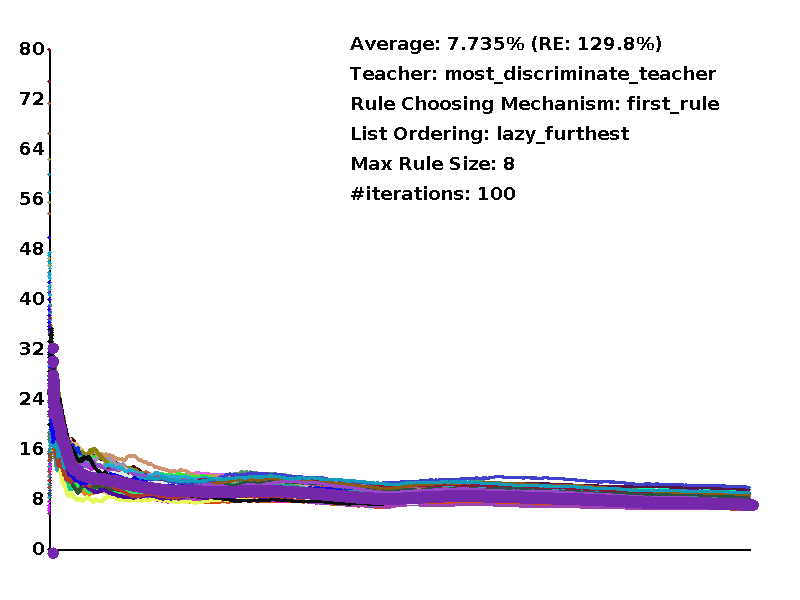 Average: 7.735% (RE: 129.8%)
Teacher: most_discriminate_teacher
Rule Choosing Mechanism: first_rule
List Ordering: lazy_furthest
Max Rule Size: 8
#iterations: 100
80
72
64
56
48
40
32
24
16
8
0